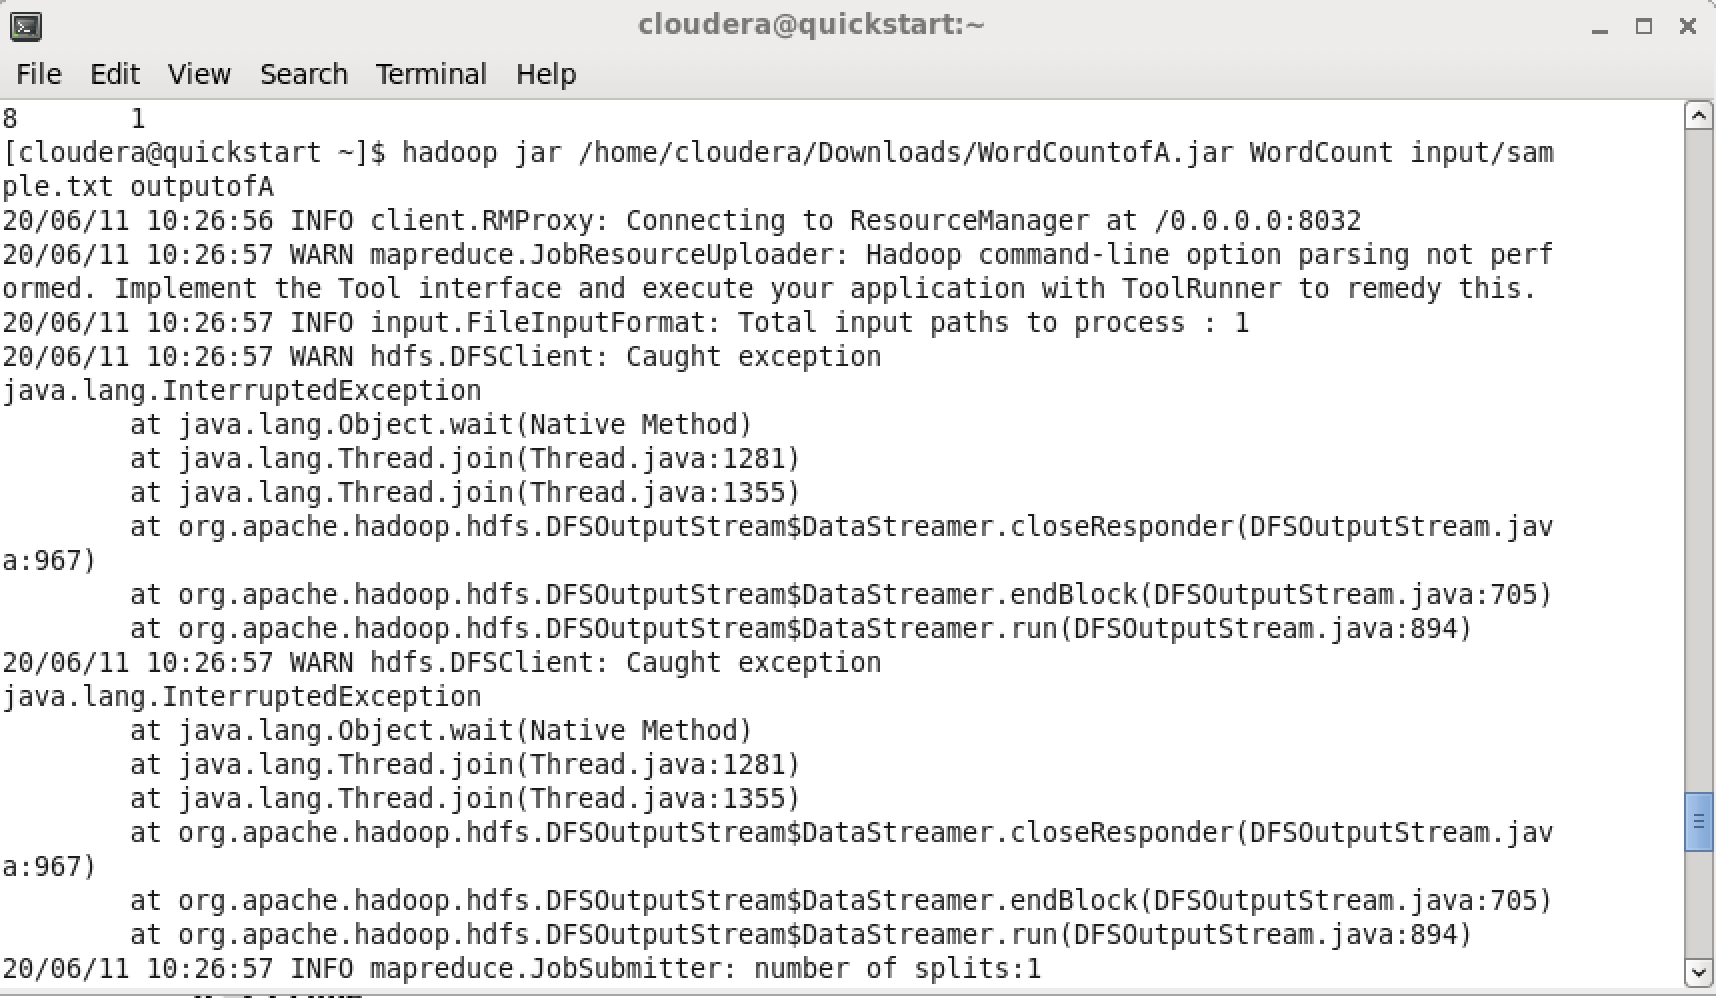 cloudera@quickstart:~
File Edit View Search Terminal Help
8       1
[cloudera@quickstart ~]$ hadoop jar /home/cloudera/Downloads/WordCountofA.jar WordCount input/sam
ple.txt outputofA
20/06/11 10:26:56 INFO client.RMProxy: Connecting to ResourceManager at /0.0.0.0:8032
20/06/11 10:26:57 WARN mapreduce.JobResourceUploader: Hadoop command-line option parsing not perf
ormed. Implement the Tool interface and execute your application with ToolRunner to remedy this.
20/06/11 10:26:57 INFO input.FileInputFormat: Total input paths to process : 1
20/06/11 10:26:57 WARN hdfs.DFSClient: Caught exception
java.lang.InterruptedException
        at java.lang.Object.wait(Native Method)
        at java.lang.Thread.join(Thread.java:1281)
        at java.lang.Thread.join(Thread.java:1355)
        at org.apache.hadoop.hdfs.DFSOutputStream$DataStreamer.closeResponder(DFSOutputStream.jav
a:967)
        at org.apache.hadoop.hdfs.DFSOutputStream$DataStreamer.endBlock(DFSOutputStream.java:705)
        at org.apache.hadoop.hdfs.DFSOutputStream$DataStreamer.run(DFSOutputStream.java:894)
20/06/11 10:26:57 WARN hdfs.DFSClient: Caught exception
java.lang.InterruptedException
        at java.lang.Object.wait(Native Method)
        at java.lang.Thread.join(Thread.java:1281)
        at java.lang.Thread.join(Thread.java:1355)
        at org.apache.hadoop.hdfs.DFSOutputStream$DataStreamer.closeResponder(DFSOutputStream.jav
a:967)
        at org.apache.hadoop.hdfs.DFSOutputStream$DataStreamer.endBlock(DFSOutputStream.java:705)
        at org.apache.hadoop.hdfs.DFSOutputStream$DataStreamer.run(DFSOutputStream.java:894)
20/06/11 10:26:57 INFO mapreduce.JobSubmitter: number of splits:1